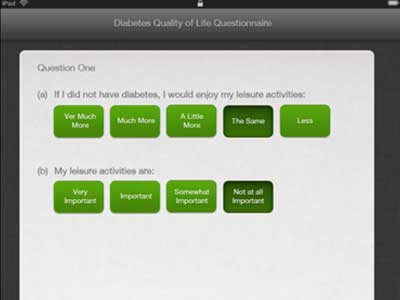 iPad
Diabetes Quality of Life Questionnaire
Question One
(a) If I did not have diabetes, I would enjoy my leisure activities:
Ver Much
More
Much More
A Little
More
The Same
Less
(b) My leisure activities are:
Very
Important
Important
Somewhat
Important
Not at all
Important